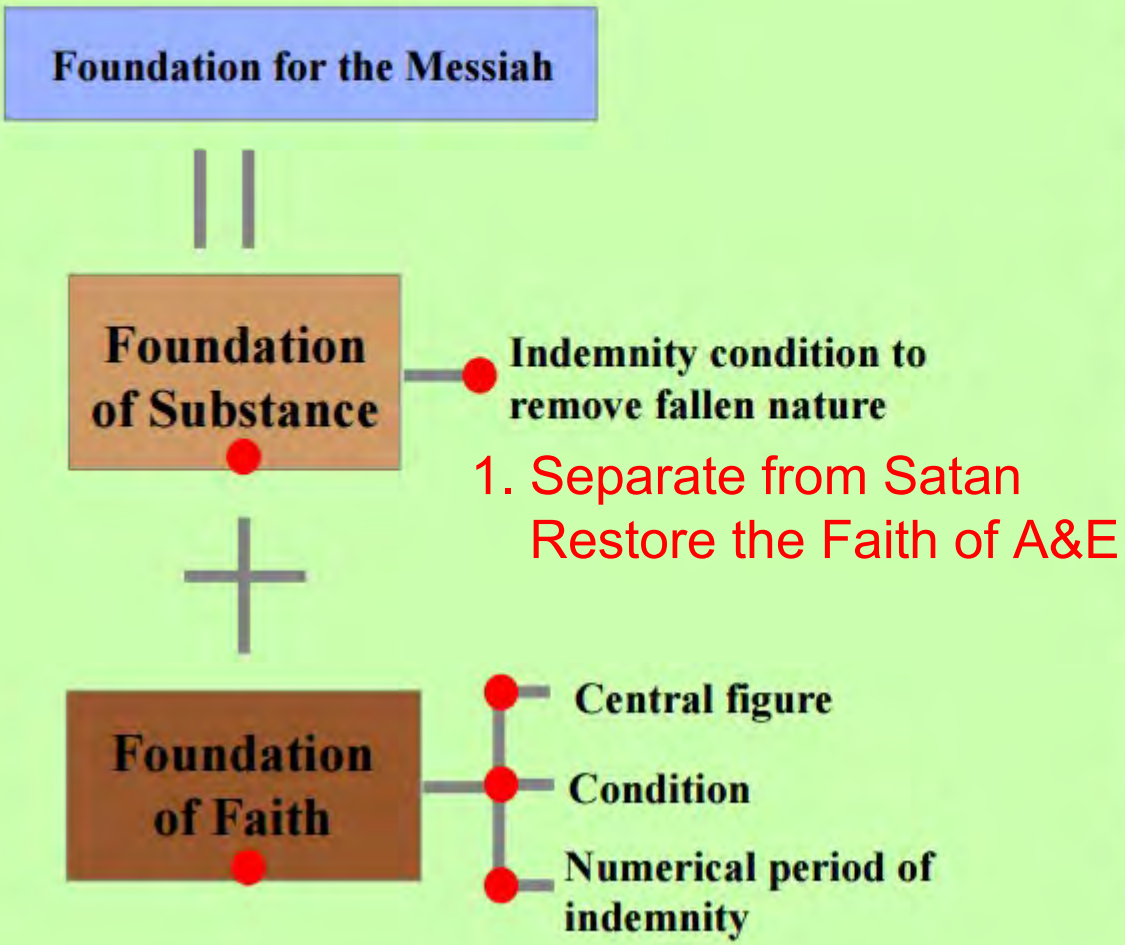 Foundation for the Messiah
Foundation
of Substance
Indemnity condition to
remove fallen nature
1. Separate from Satan
Restore the Faith of A&E
Foundation
of Faith
Central figure
Condition
Numerical period of
indemnity